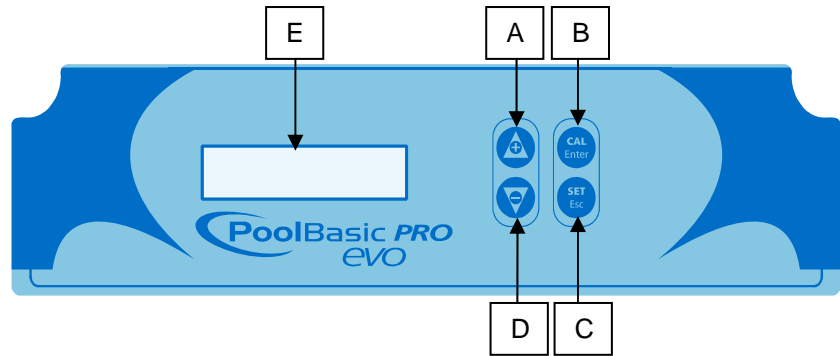 E A B
CAL
Enter
SET
Esc
PoolBasic PRO
evo
D C